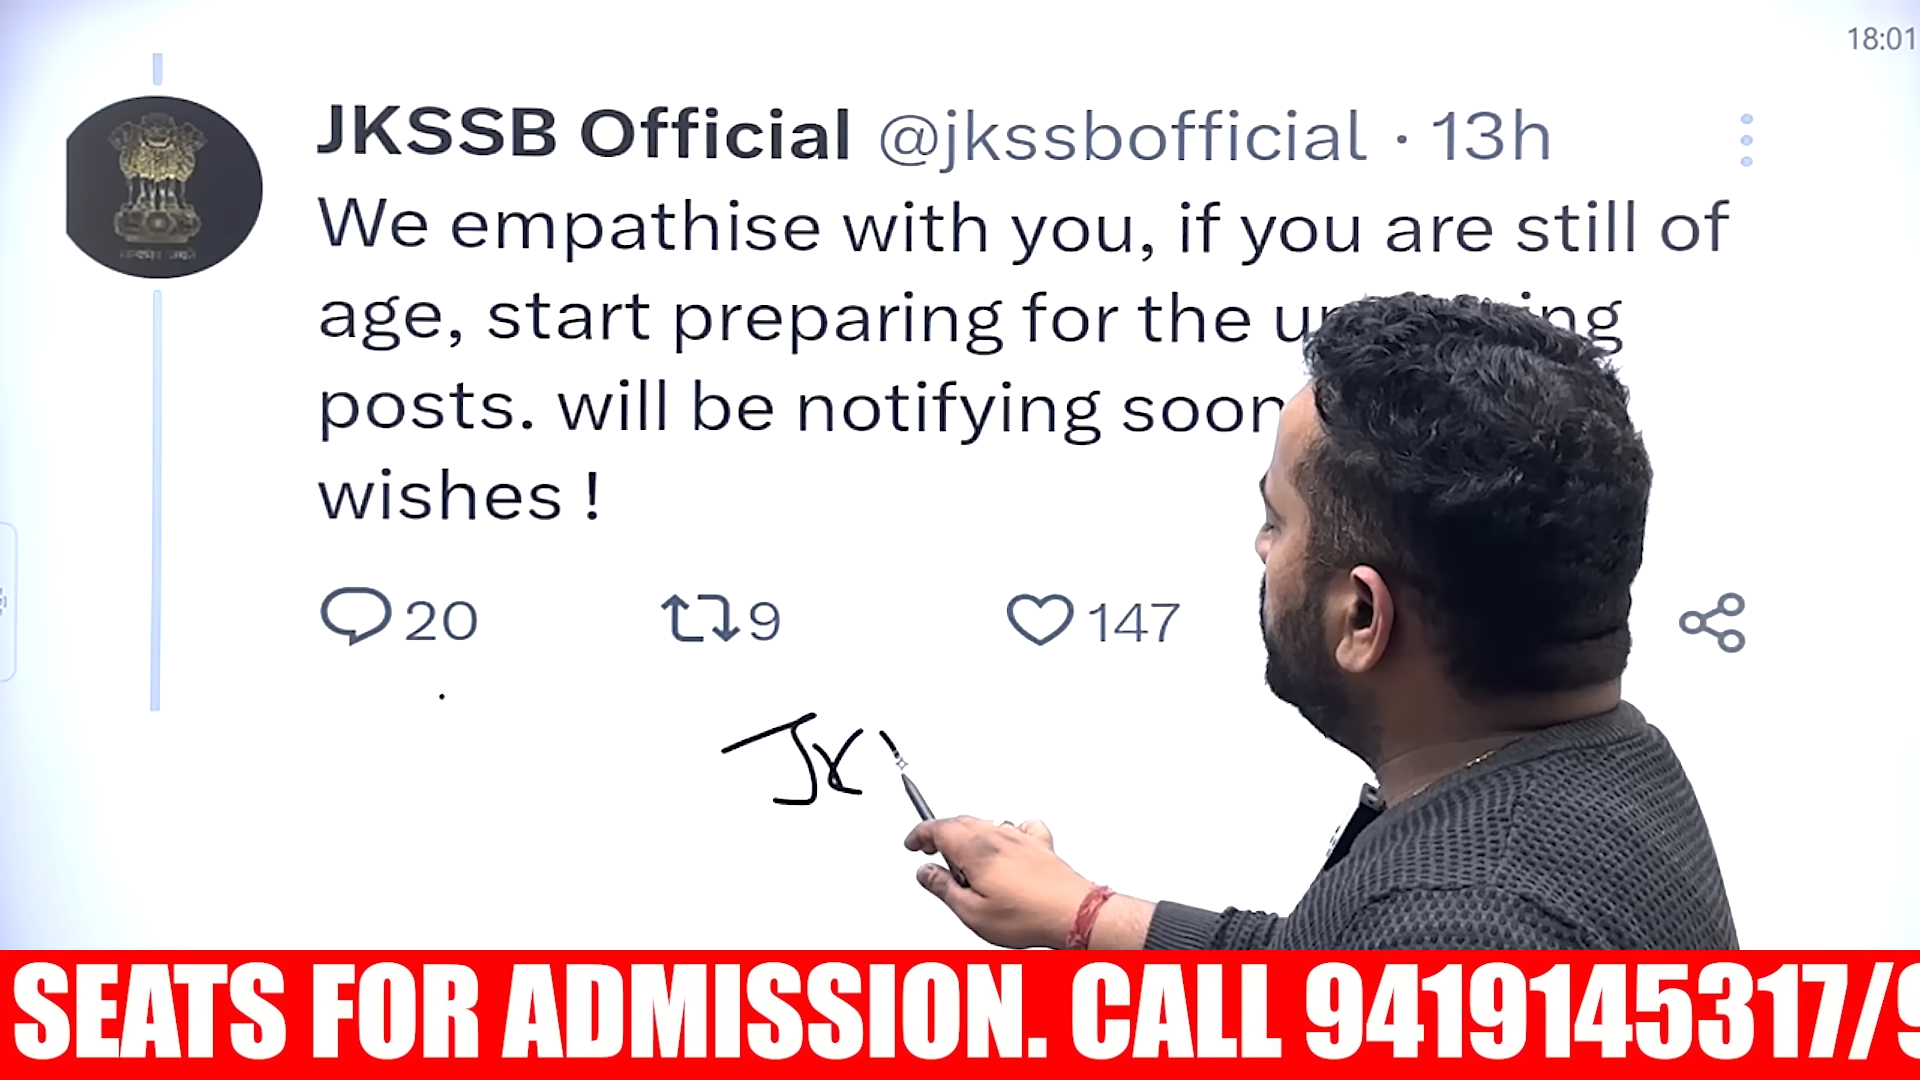 18:01
JKSSB Official @jkssbofficial · 13h
We empathise with you, if you are still of
age, start preparing for the
posts. will be notifying soon
wishes !
20 9 147
JK
SEATS FOR ADMISSION. CALL 9419145317/9